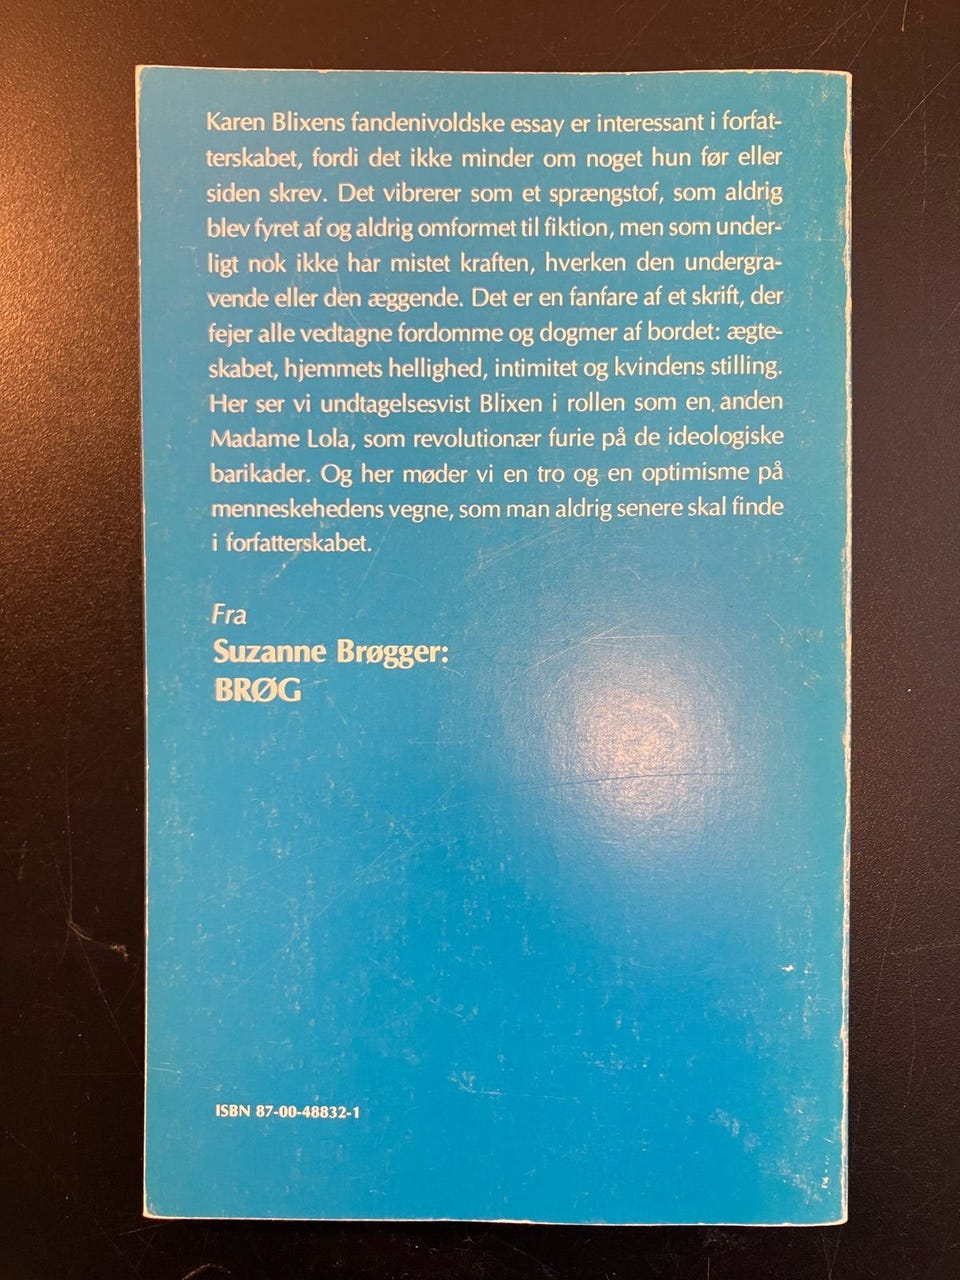 Karen Blixens fandenivoldske essay er interessant i forfat-
terskabet, fordi det ikke minder om noget hun før eller
siden skrev. Det vibrerer som et sprængstof, som aldrig
blev fyret af og aldrig omformet til fiktion, men som under-
ligt nok ikke har mistet kraften, hverken den undergra-
vende eller den æggende. Det er en fanfare af et skrift, der
fejer alle vedtagne fordomme og dogmer af bordet: ægte-
skabet, hjemmets hellighed, intimitet og kvindens stilling.
Her ser vi undtagelsesvist Blixen i rollen som en anden
Madame Lola, som revolutionær furie på de ideologiske
barikader. Og her møder vi en tro og en optimisme på
menneskehedens vegne, som man aldrig senere skal finde
i forfatterskabet.
Fra
Suzanne Brøgger:
BRØG
ISBN 87-00-48832-1